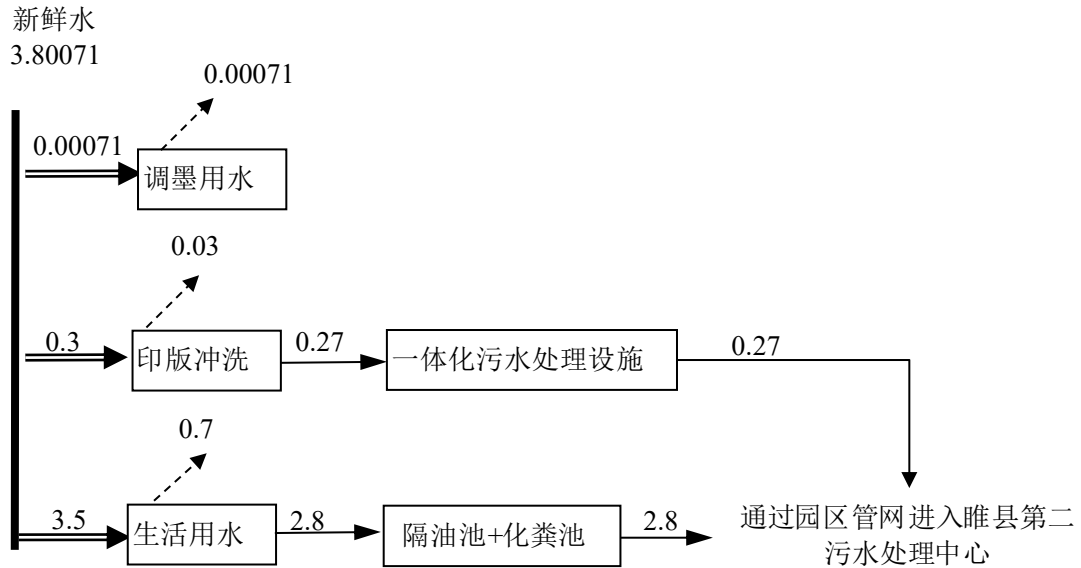 新鲜水
3.80071
0.00071
0.00071
调墨用水
0.03
0.3
印版冲洗
0.27
一体化污水处理设施
0.27
0.7
3.5
生活用水
2.8
隔油池+化粪池
2.8
通过园区管网进入睢县第二
污水处理中心